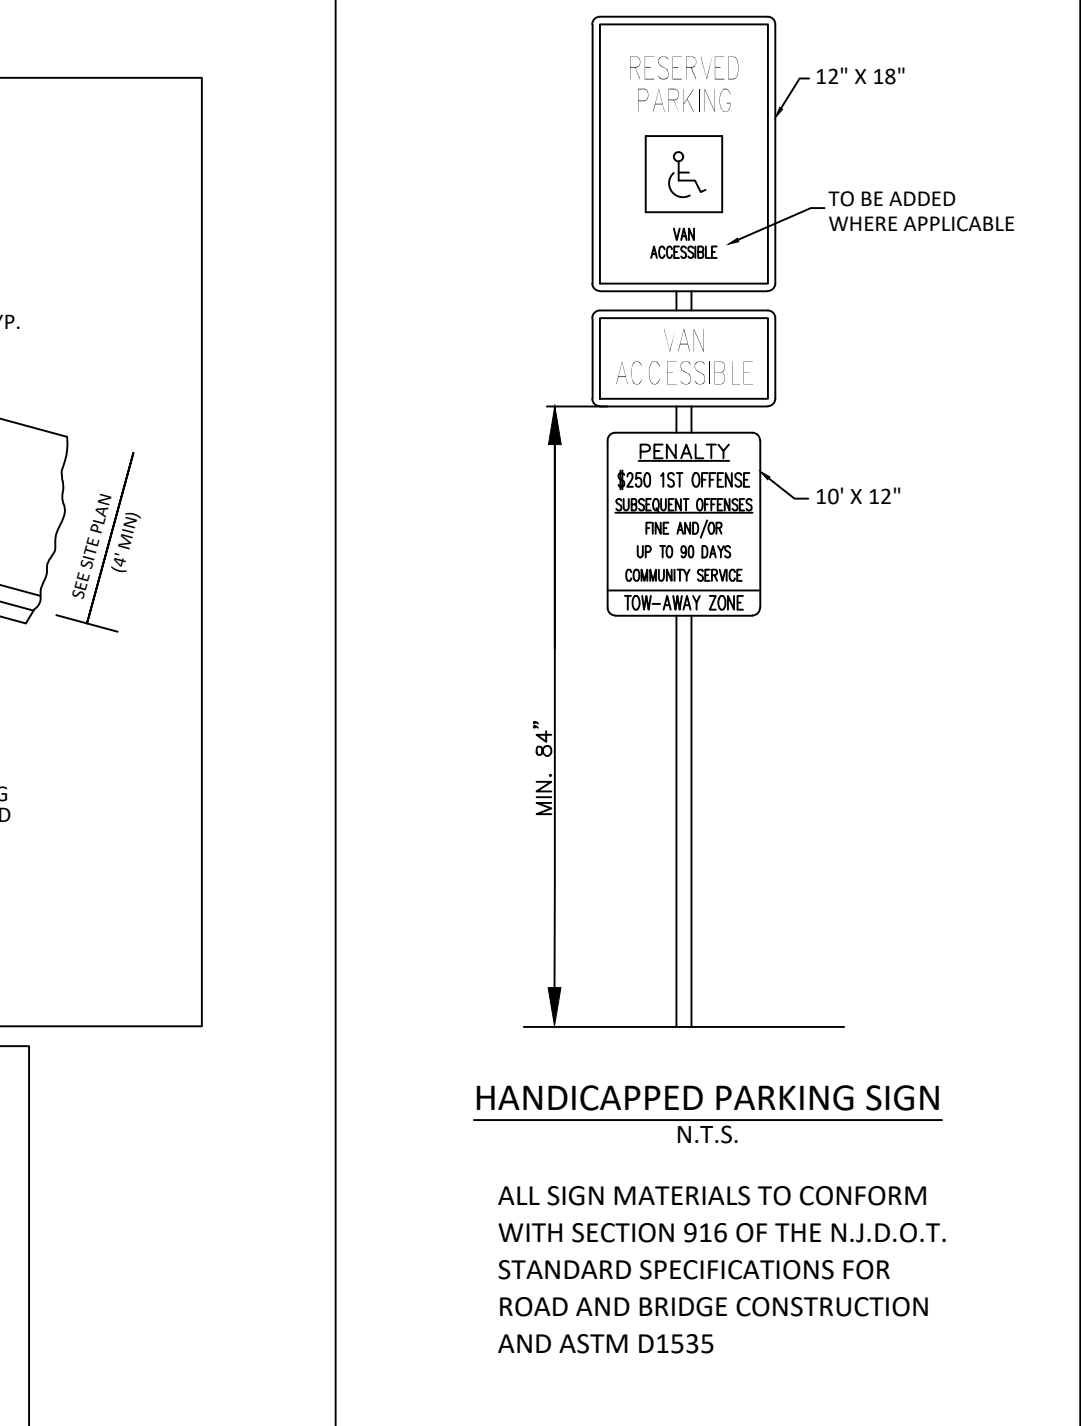 YP.
SEE SITE PLAN
(4' MIN)
G
D
RESERVED
PARKING
12" X 18"
TO BE ADDED
WHERE APPLICABLE
VAN
ACCESSIBLE
VAN
ACCESSIBLE
PENALTY
$250 1ST OFFENSE
SUBSEQUENT OFFENSES
FINE AND/OR
UP TO 90 DAYS
COMMUNITY SERVICE
TOW-AWAY ZONE
10' X 12"
MIN. 84"
HANDICAPPED PARKING SIGN
N.T.S.
ALL SIGN MATERIALS TO CONFORM
WITH SECTION 916 OF THE N.J.D.O.T.
STANDARD SPECIFICATIONS FOR
ROAD AND BRIDGE CONSTRUCTION
AND ASTM D1535